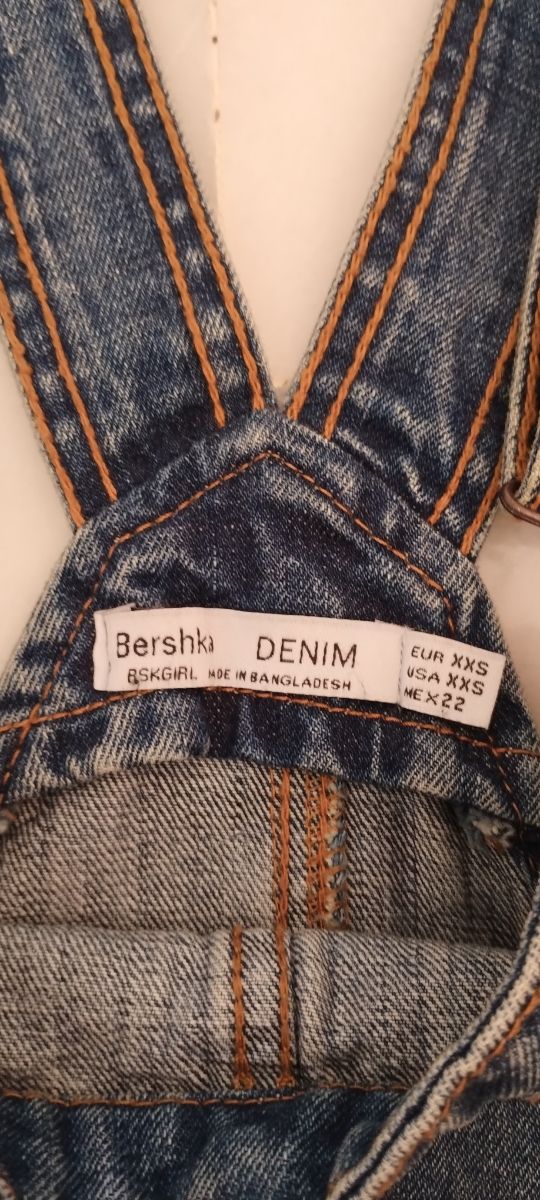 Bershka DENIM
BSKGIRL MADE IN BANGLADESH
EUR XXS
USA XXS
MEX 22